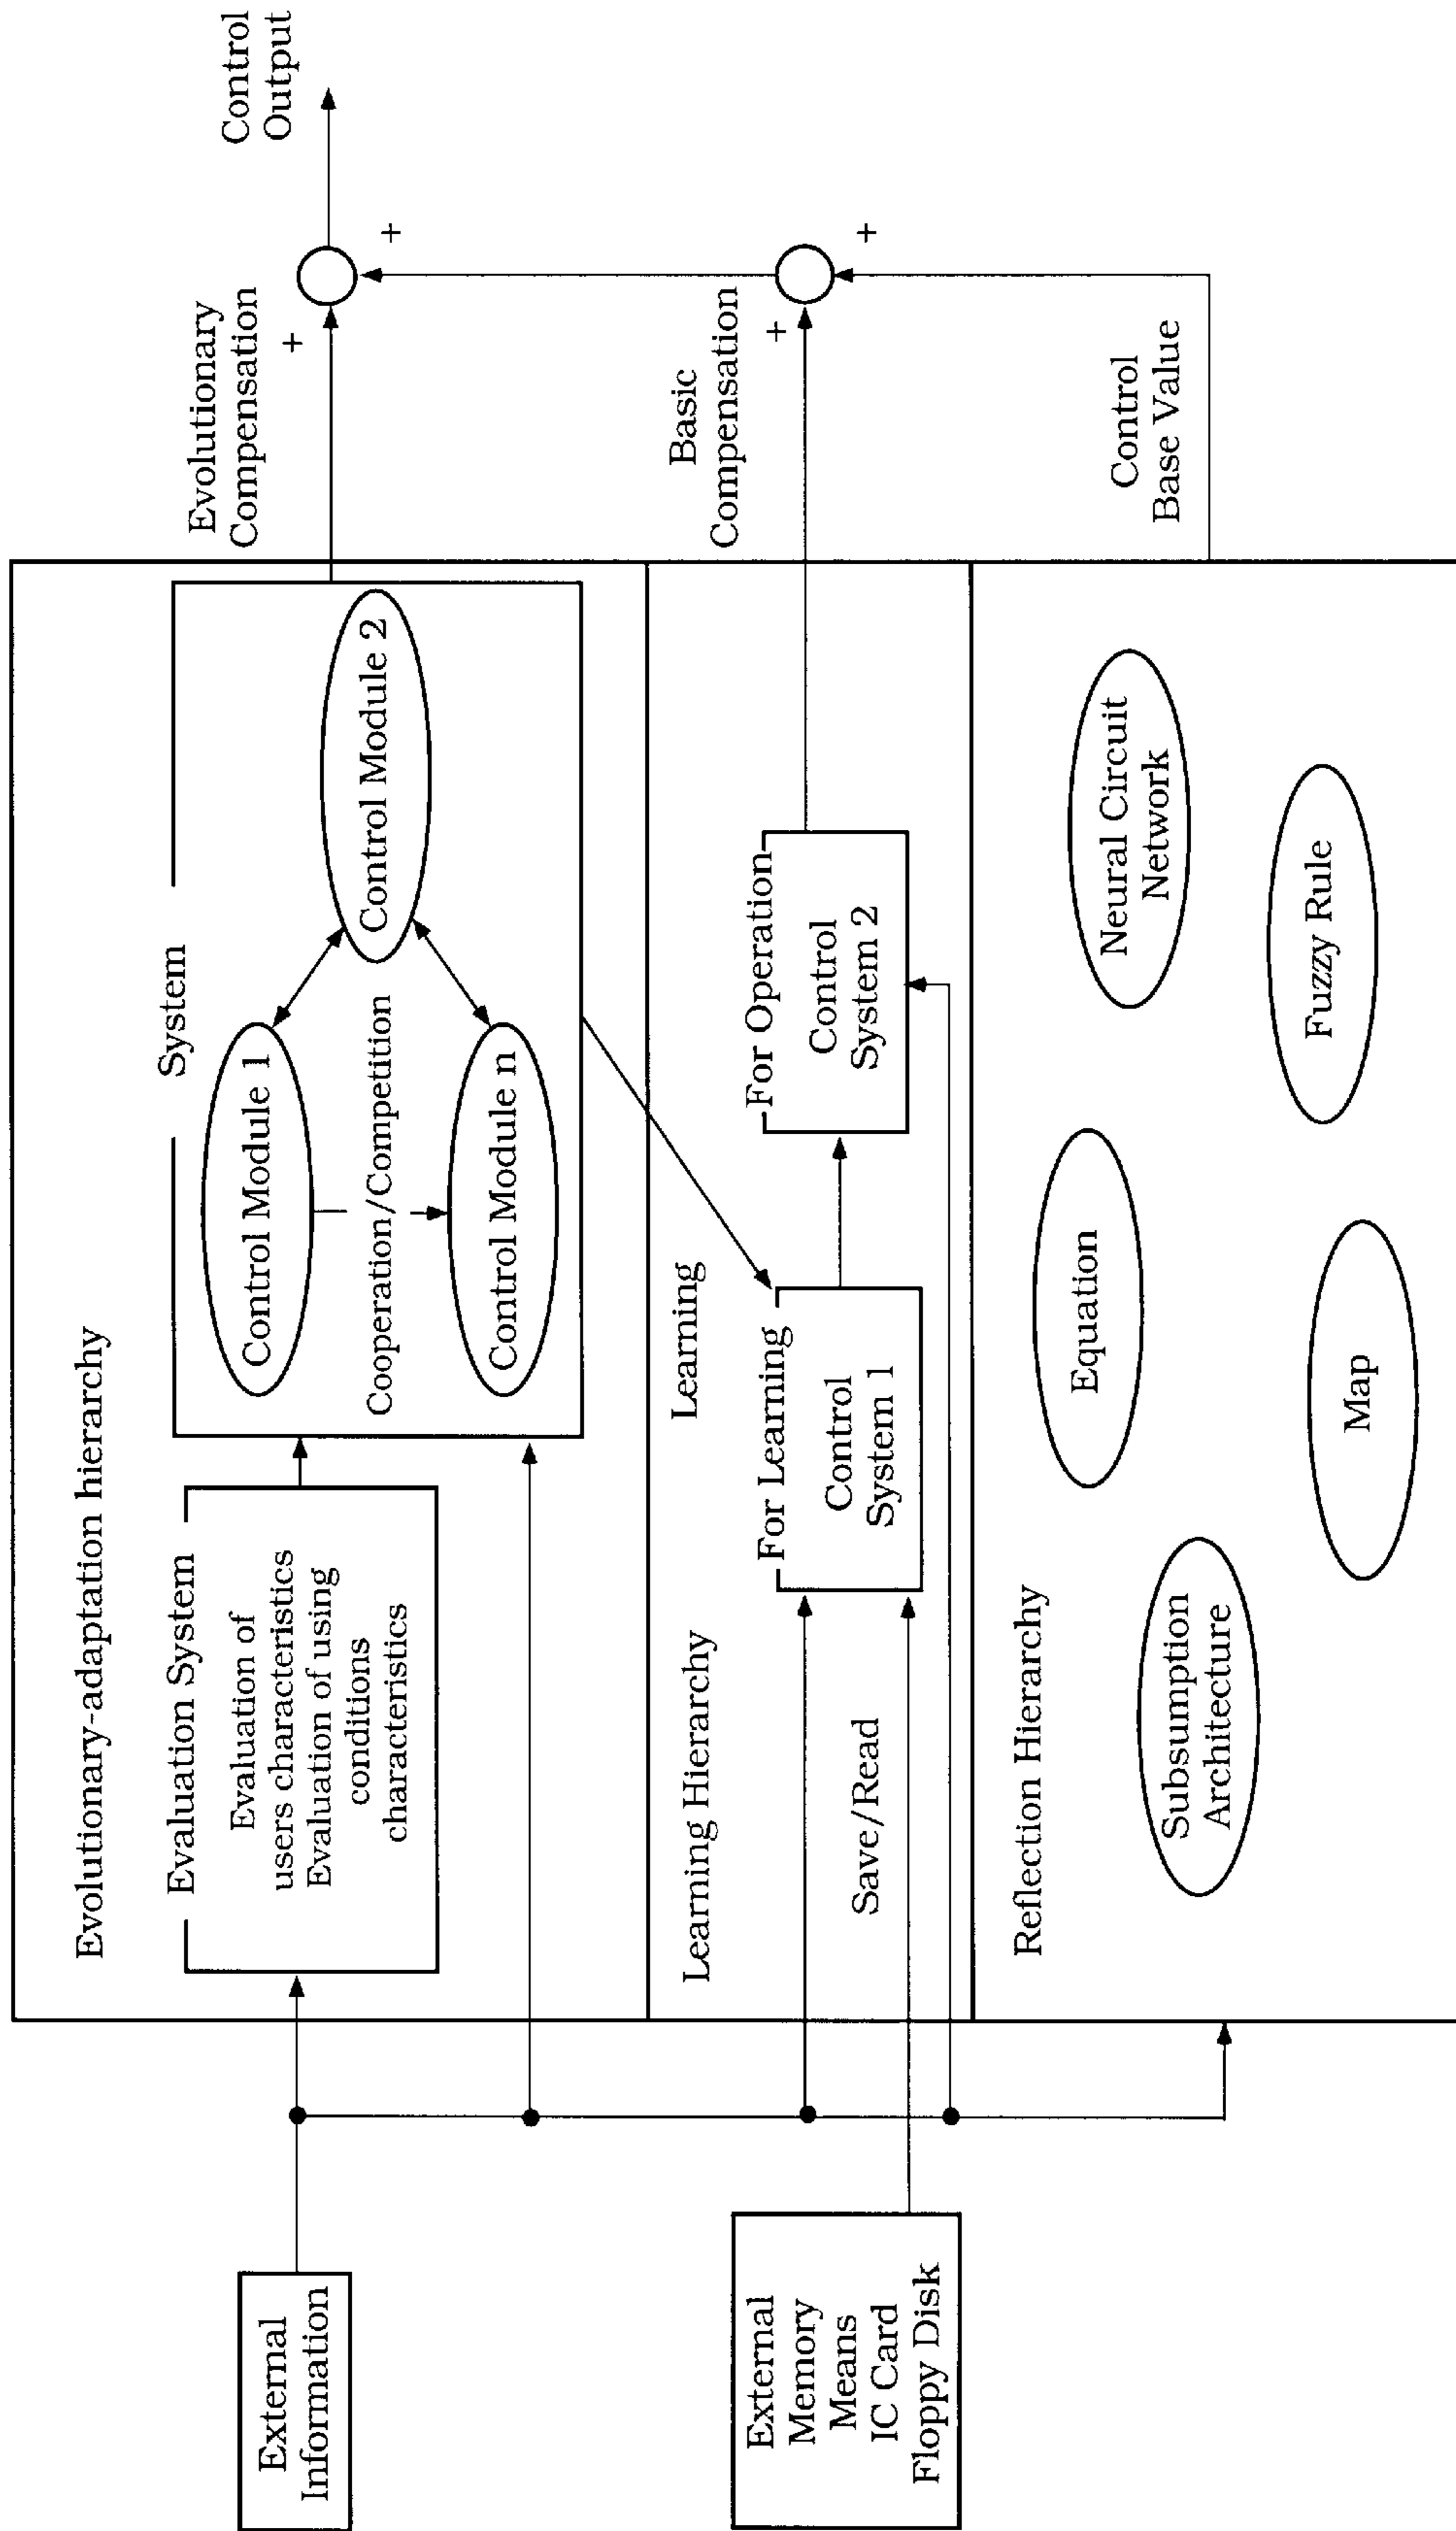 External
Information
External
Memory
Means
IC Card
Floppy Disk
Evolutionary-adaptation hierarchy
Evaluation System
Evaluation of
users characteristics
Evaluation of using
conditions
characteristics
System
Control Module 1
Control Module 2
Cooperation/Competition
Control Module n
Evolutionary
Compensation
+
+
Control
Output
Learning Hierarchy
Learning
Save/Read
For Learning
Control
System 1
For Operation
Control
System 2
Basic
Compensation
+
+
Reflection Hierarchy
Subsumption
Architecture
Equation
Neural Circuit
Network
Map
Fuzzy Rule
Control
Base Value